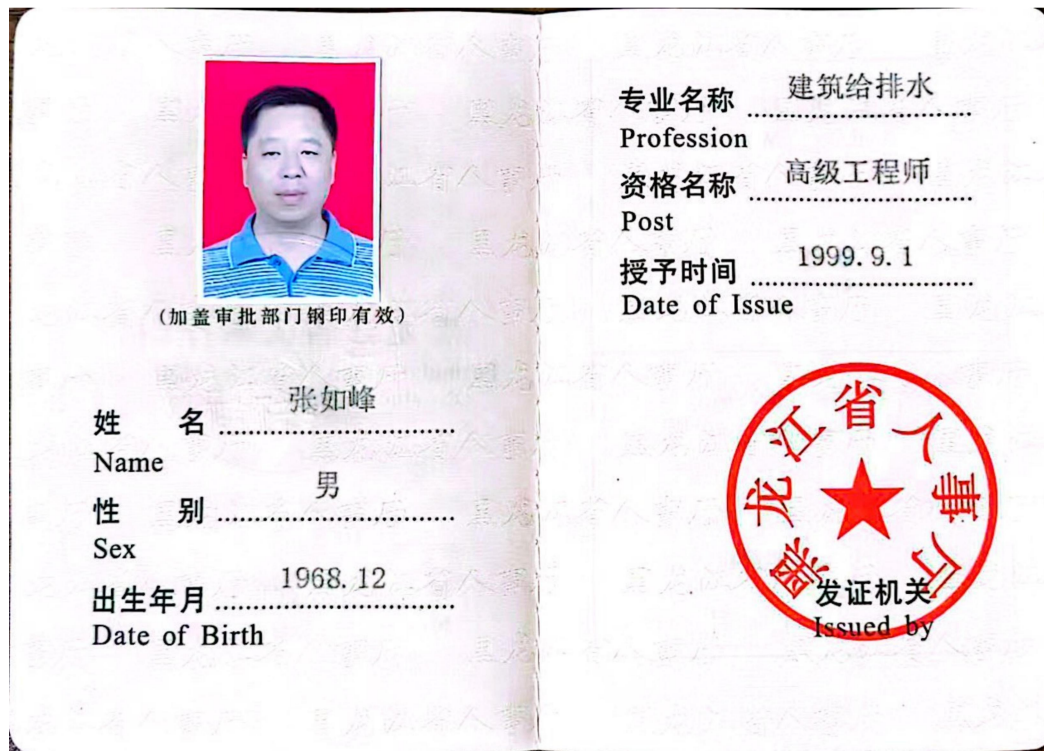 (加盖审批部门钢印有效)
姓 名 张如峰
Name
性 别 男
Sex
出生年月 1968.12
Date of Birth
专业名称 建筑给排水
Profession
资格名称 高级工程师
Post
授予时间 1999.9.1
Date of Issue
黑龙江省人事厅
发证机关
Issued by